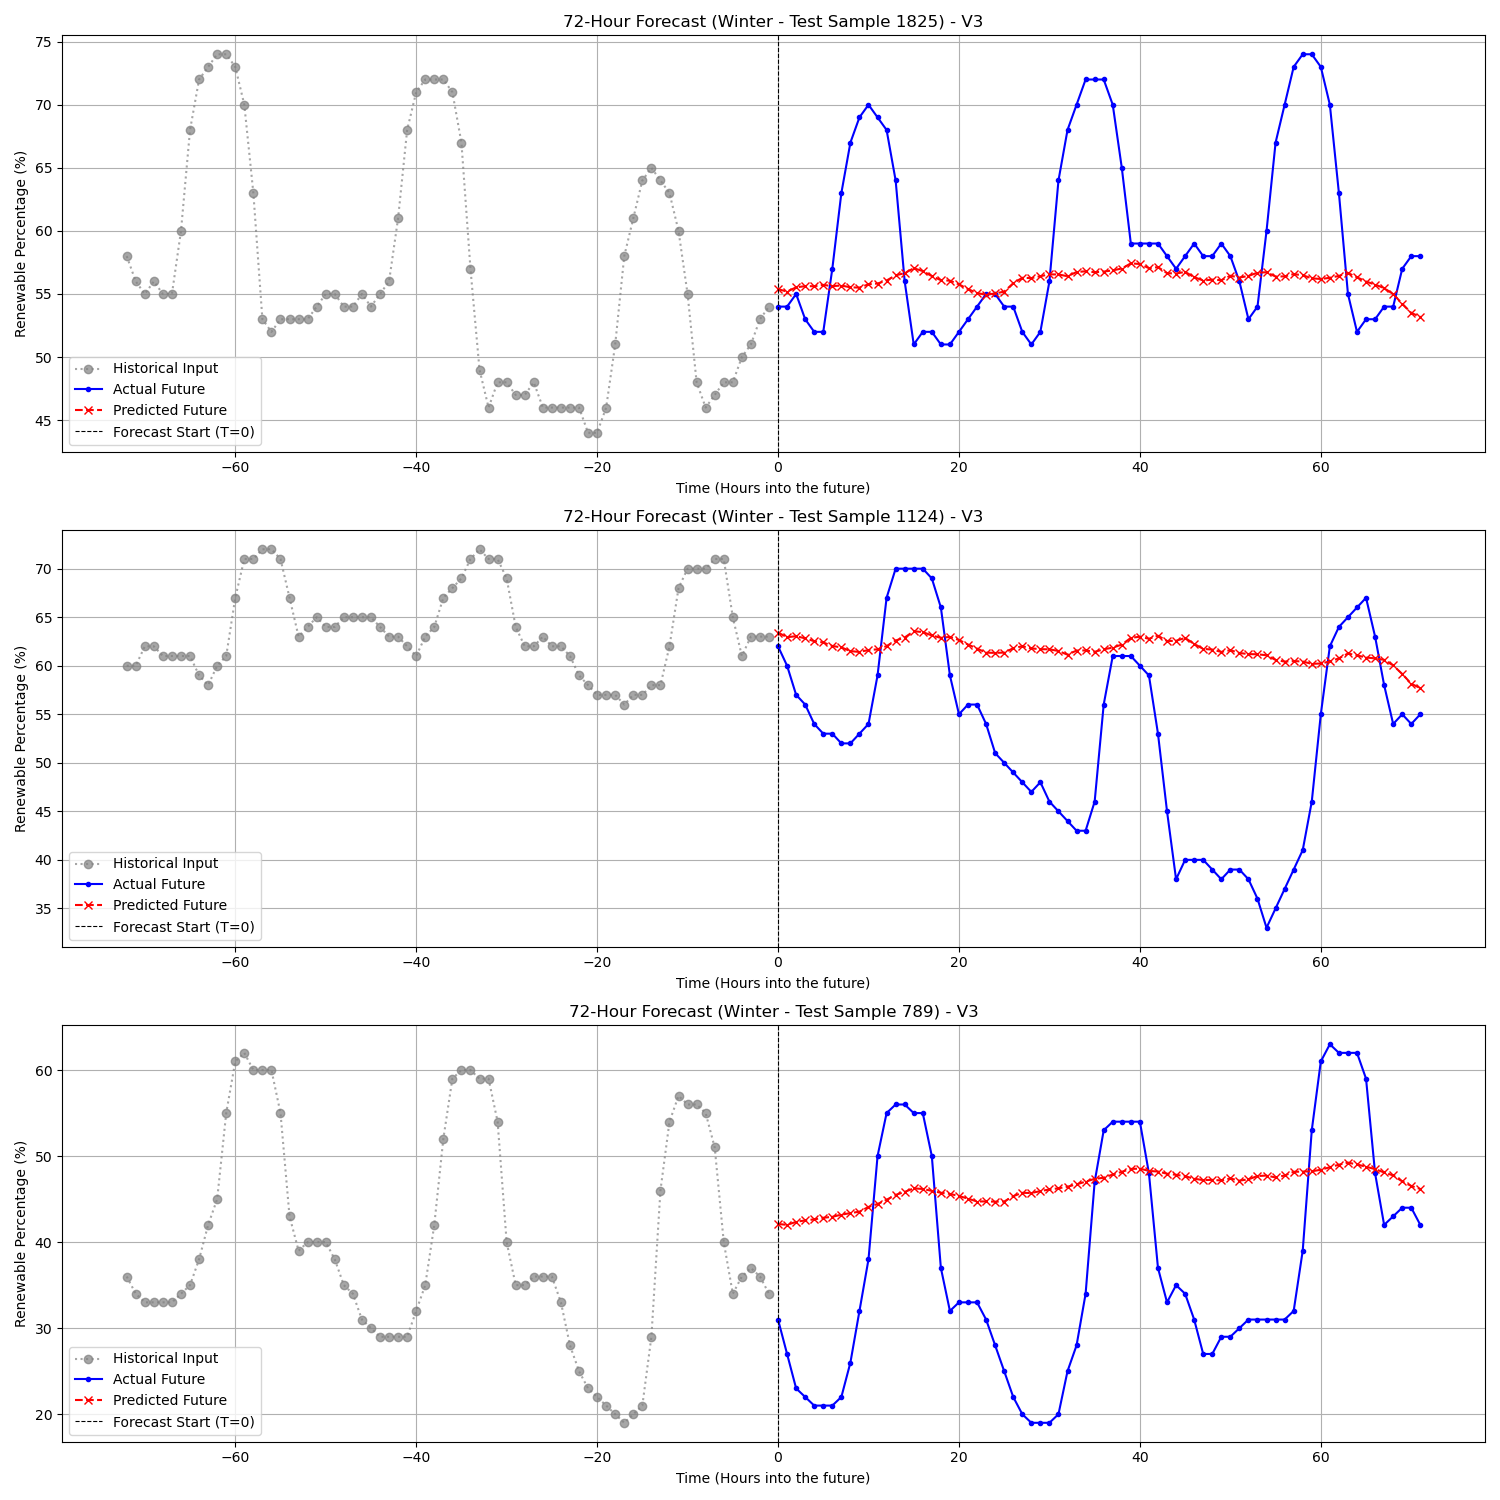 72-Hour Forecast (Winter - Test Sample 1825) - V3
75
70
65
60
55
50
45
Renewable Percentage (%)
Historical Input
Actual Future
Predicted Future
Forecast Start (T=0)
−60 −40 −20 0 20 40 60
Time (Hours into the future)
72-Hour Forecast (Winter - Test Sample 1124) - V3
70
65
60
55
50
45
40
35
Renewable Percentage (%)
Historical Input
Actual Future
Predicted Future
Forecast Start (T=0)
−60 −40 −20 0 20 40 60
Time (Hours into the future)
72-Hour Forecast (Winter - Test Sample 789) - V3
60
50
40
30
20
Renewable Percentage (%)
Historical Input
Actual Future
Predicted Future
Forecast Start (T=0)
−60 −40 −20 0 20 40 60
Time (Hours into the future)